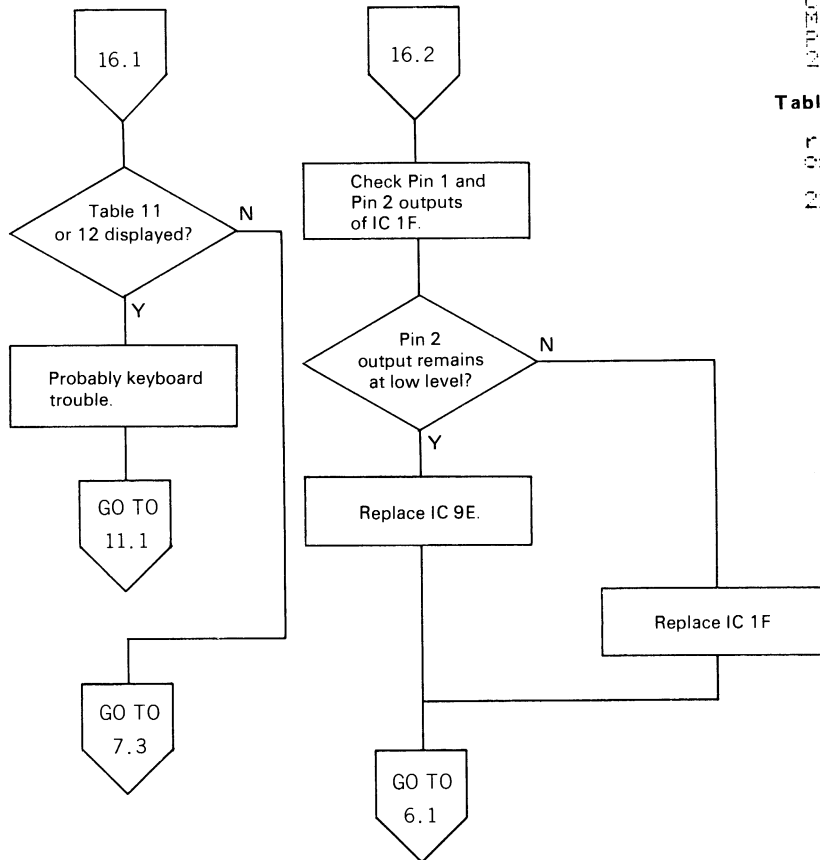 16.1
Table 11
or 12 displayed?
N
Y
Probably keyboard
trouble.
GO TO
11.1
GO TO
7.3
16.2
Check Pin 1 and
Pin 2 outputs
of IC 1F.
Pin 2
output remains
at low level?
N
Y
Replace IC 9E.
Replace IC 1F
GO TO
6.1